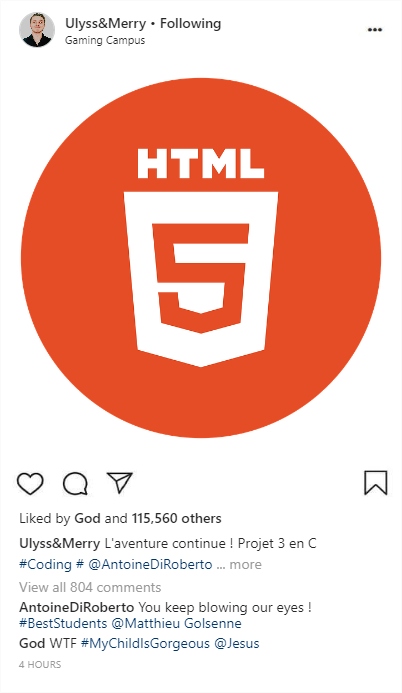 Ulyss&Merry • Following
Gaming Campus
HTML
5
Liked by God and 115,560 others
Ulyss&Merry L'aventure continue ! Projet 3 en C
#Coding # @AntoineDiRoberto ... more
View all 804 comments
AntoineDiRoberto You keep blowing our eyes !
#BestStudents @Matthieu Golsenne
God WTF #MyChildIsGorgeous @Jesus
4 HOURS